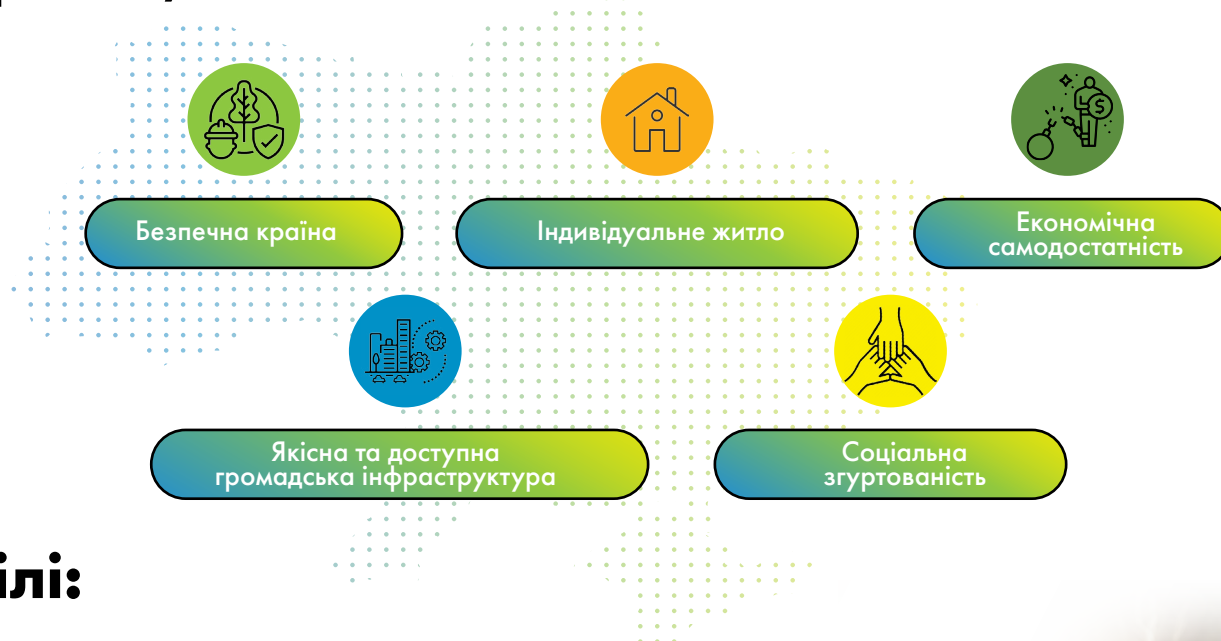 Безпечна країна
Індивідуальне житло
Економічна
самодостатність
Якісна та доступна
громадська інфраструктура
Соціальна
згуртованість
ілі: